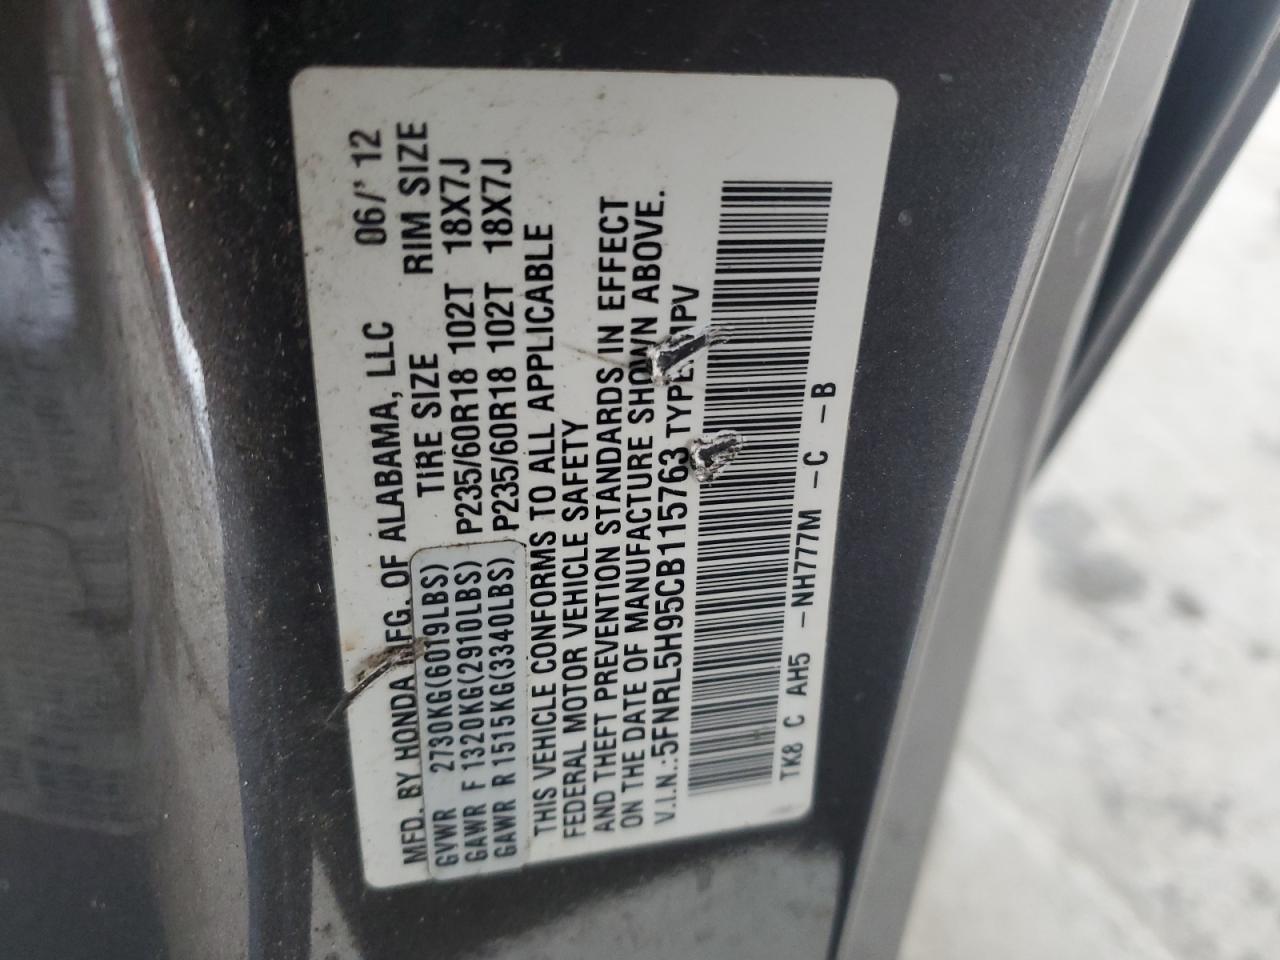 MFD. BY HONDA MFG. OF ALABAMA, LLC 06/'12
TIRE SIZE RIM SIZE
GVWR 2730KG(6019LBS)
GAWR F 1320KG(2910LBS) P235/60R18 102T 18X7J
GAWR R 1515KG(3340LBS) P235/60R18 102T 18X7J
THIS VEHICLE CONFORMS TO ALL APPLICABLE
FEDERAL MOTOR VEHICLE SAFETY
AND THEFT PREVENTION STANDARDS IN EFFECT
ON THE DATE OF MANUFACTURE SHOWN ABOVE.
V.I.N.:5FNRL5H95CB115763 TYPE:MPV
TK8 C AH5 -NH777M -C -B